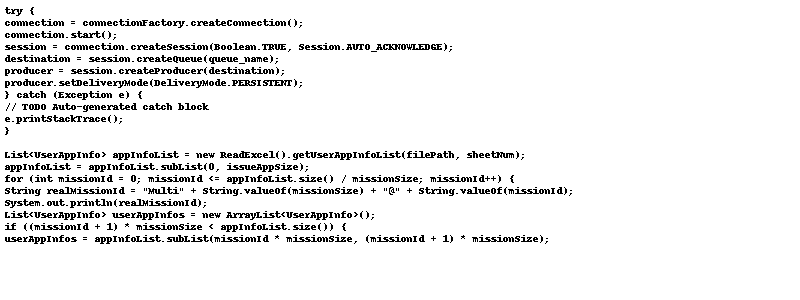 try {
connection = connectionFactory.createConnection();
connection.start();
session = connection.createSession(Boolean.TRUE, Session.AUTO_ACKNOWLEDGE);
destination = session.createQueue(queue_name);
producer = session.createProducer(destination);
producer.setDeliveryMode(DeliveryMode.PERSISTENT);
} catch (Exception e) {
// TODO Auto-generated catch block
e.printStackTrace();
}

List<UserAppInfo> appInfoList = new ReadExcel().getUserAppInfoList(filePath, sheetNum);
appInfoList = appInfoList.subList(0, issueAppSize);
for (int missionId = 0; missionId <= appInfoList.size() / missionSize; missionId++) {
String realMissionId = "Multi" + String.valueOf(missionSize) + "@" + String.valueOf(missionId);
System.out.println(realMissionId);
List<UserAppInfo> userAppInfos = new ArrayList<UserAppInfo>();
if ((missionId + 1) * missionSize < appInfoList.size()) {
userAppInfos = appInfoList.subList(missionId * missionSize, (missionId + 1) * missionSize);